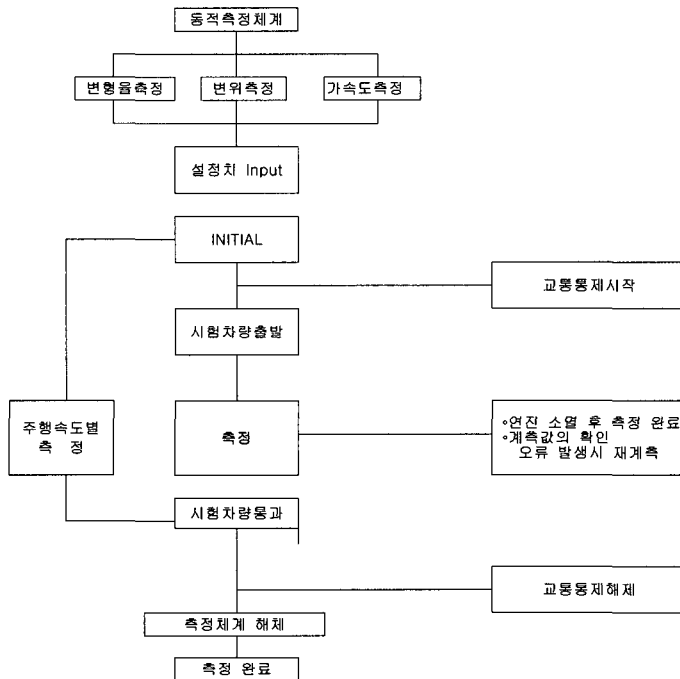 동적측정체계
변형율측정
변위측정
가속도측정
설정치 Input
INITIAL
교통통제시작
시험차량출발
주행속도별
측 정
측정
∘연진 소멸 후 측정 완료
∘계측값의 확인
오류 발생시 재계측
시험차량통과
교통통제해제
측정체계 해체
측정 완료